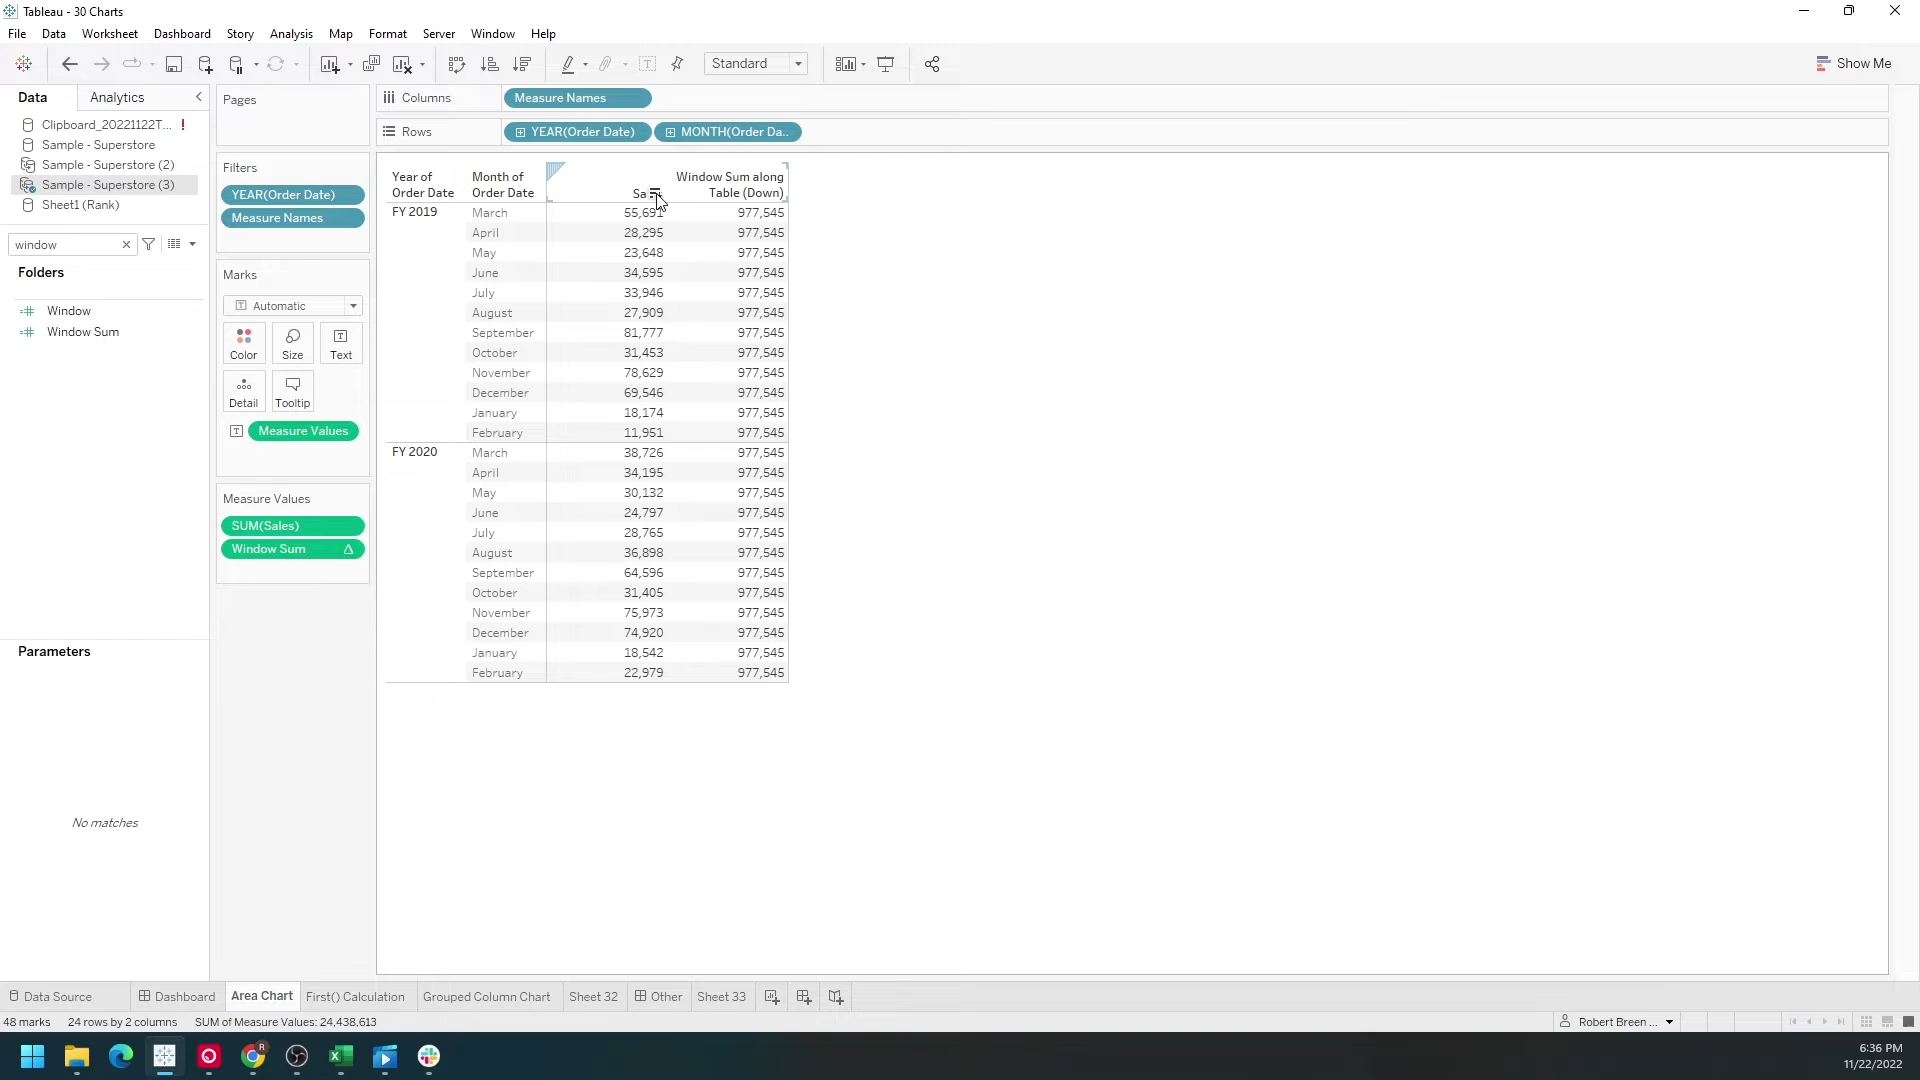 Tableau - 30 Charts
File Data Worksheet Dashboard Story Analysis Map Format Server Window Help
Standard
Show Me
Data
Analytics
Clipboard_20221122T... !
Sample - Superstore
Sample - Superstore (2)
Sample - Superstore (3)
Sheet1 (Rank)
window
Folders
Window
Window Sum
Parameters
No matches
Pages
Filters
YEAR(Order Date)
Measure Names
Marks
Automatic
Color Size Text
Detail Tooltip
Measure Values
Measure Values
SUM(Sales)
Window Sum
Columns Measure Names
Rows YEAR(Order Date) MONTH(Order Da..
Year of Order Date Month of Order Date Window Sum along Table (Down)
FY 2019 March 55,691 977,545
April 28,295 977,545
May 23,648 977,545
June 34,595 977,545
July 33,946 977,545
August 27,909 977,545
September 81,777 977,545
October 31,453 977,545
November 78,629 977,545
December 69,546 977,545
January 18,174 977,545
February 11,951 977,545
FY 2020 March 38,726 977,545
April 34,195 977,545
May 30,132 977,545
June 24,797 977,545
July 28,765 977,545
August 36,898 977,545
September 64,596 977,545
October 31,405 977,545
November 75,973 977,545
December 74,920 977,545
January 18,542 977,545
February 22,979 977,545
Data Source Dashboard Area Chart First() Calculation Grouped Column Chart Sheet 32 Other Sheet 33
48 marks 24 rows by 2 columns SUM of Measure Values: 24,438,613
Robert Breen ...
6:36 PM
11/22/2022